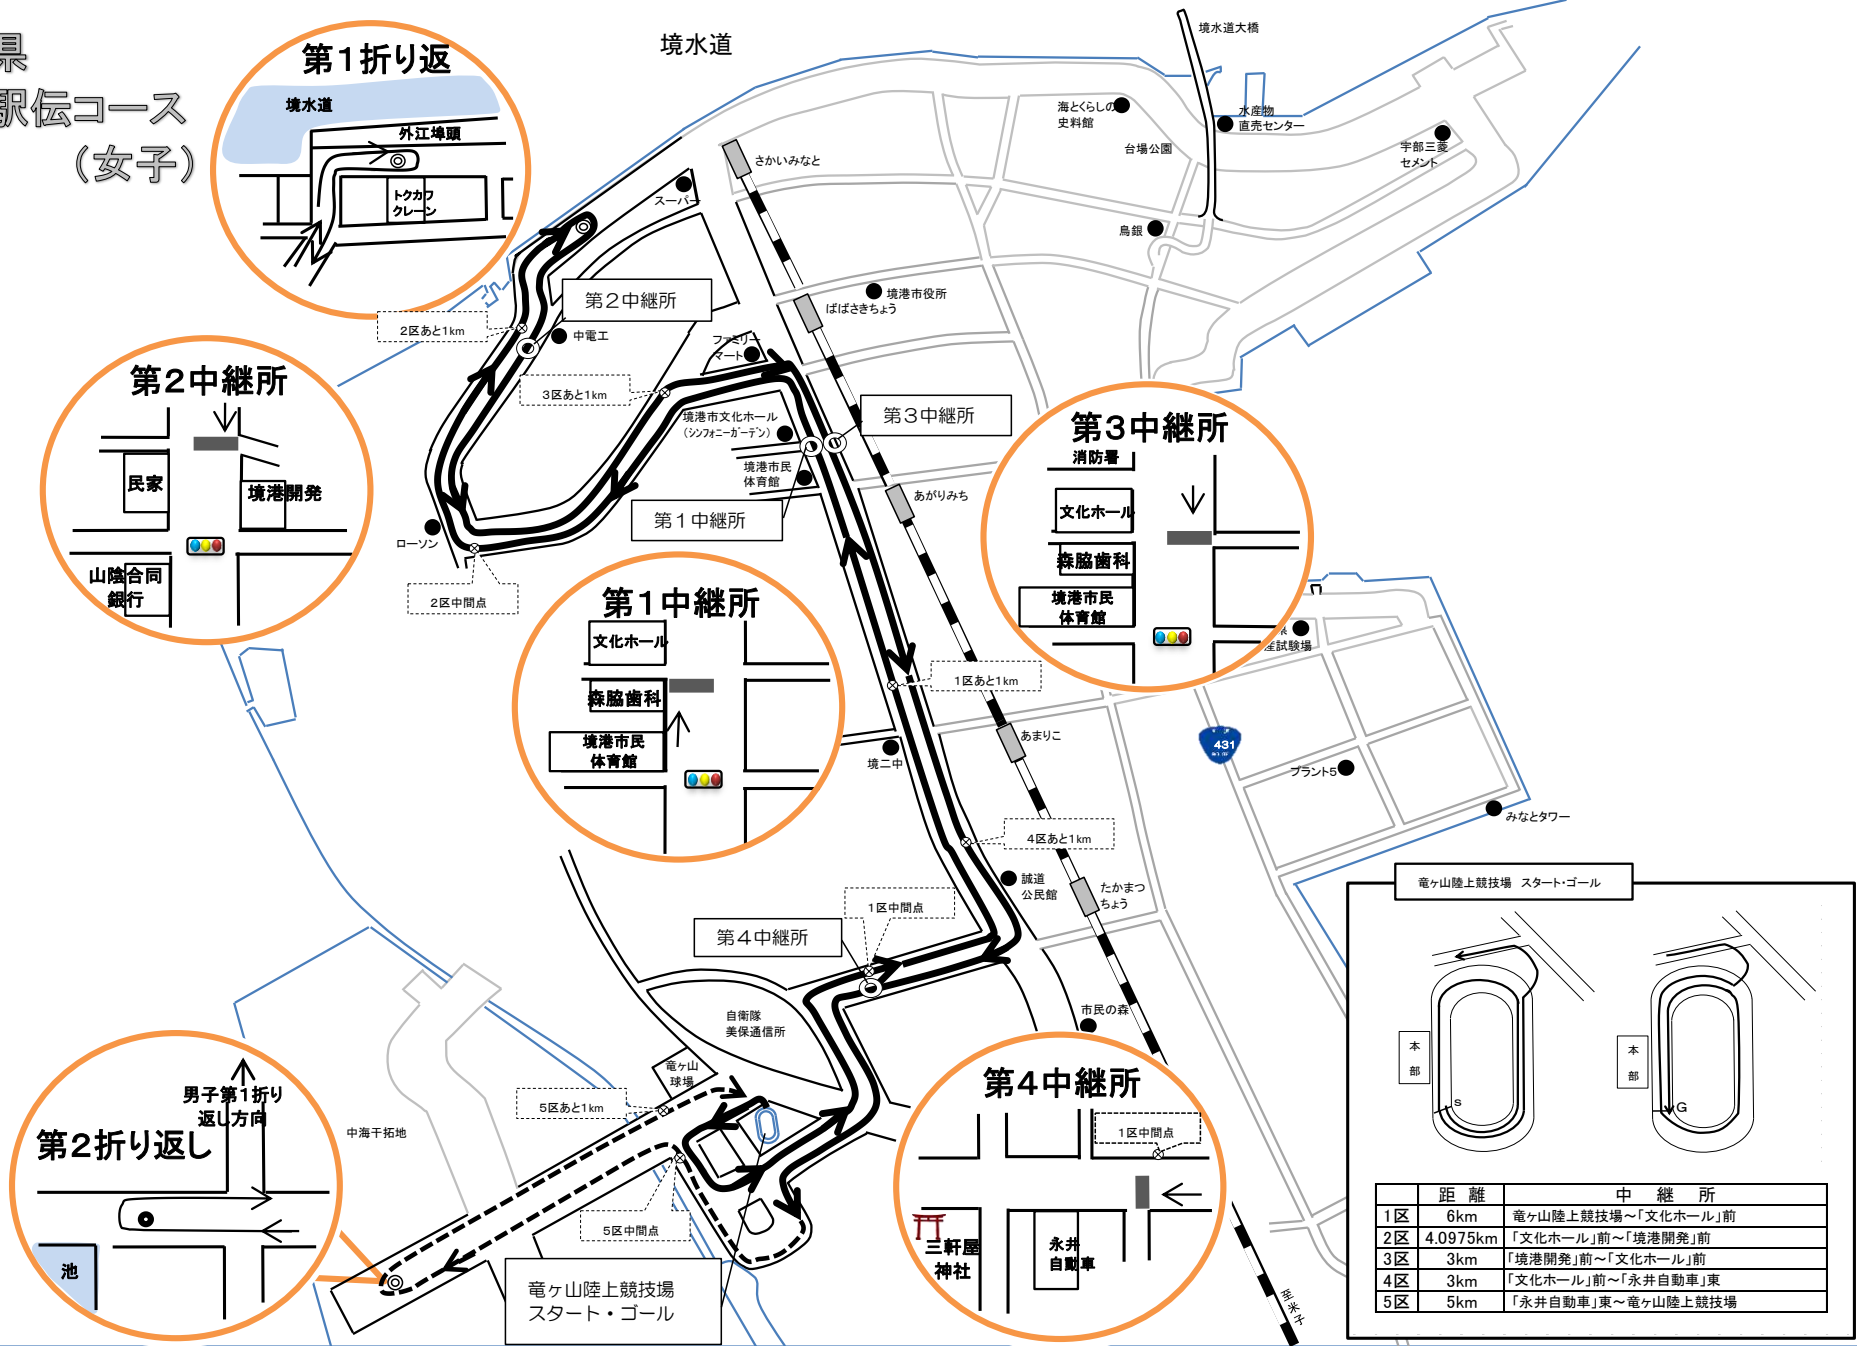 県
駅伝コース
（女子）
第1折り返
境水道
外江埠頭
トクカワ
クレーン
境水道
境水道大橋
海とくらしの
史料館
水産物
直売センター
台場公園
宇部三菱
セメント
さかいみなと
スーパー
鳥銀
第2中継所
境港市役所
ばばさきちょう
2区あと1km
中電工
ファミリー
マート
第2中継所
民家
境港開発
山陰合同
銀行
3区あと1km
境港市文化ホール
（シンフォニーガーデン）
第3中継所
境港市民
体育館
あがりみち
第1中継所
ローソン
2区中間点
第3中継所
消防署
文化ホール
森脇歯科
境港市民
体育館
第1中継所
文化ホール
森脇歯科
境港市民
体育館
産試験場
1区あと1km
431
あまりこ
境二中
プラント5
みなとタワー
4区あと1km
誠道
公民館
たかまつ
ちょう
1区中間点
第4中継所
竜ヶ山陸上競技場 スタート・ゴール
本
部
S
本
部
G
自衛隊
美保通信所
市民の森
竜ヶ山
球場
5区あと1km
中海干拓地
5区中間点
第4中継所
1区中間点
三軒屋
神社
永井
自動車
男子第1折り
返し方向
第2折り返し
池
竜ヶ山陸上競技場
スタート・ゴール
至米子
距 離 中 継 所
1区 6km 竜ヶ山陸上競技場～「文化ホール」前
2区 4.0975km 「文化ホール」前～「境港開発」前
3区 3km 「境港開発」前～「文化ホール」前
4区 3km 「文化ホール」前～「永井自動車」東
5区 5km 「永井自動車」東～竜ヶ山陸上競技場